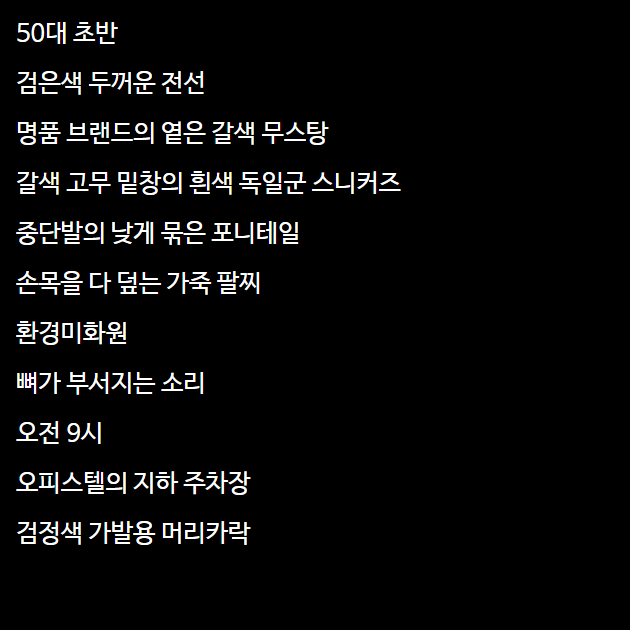 50대 초반
검은색 두꺼운 전선
명품 브랜드의 옅은 갈색 무스탕
갈색 고무 밑창의 흰색 독일군 스니커즈
중단발의 낮게 묶은 포니테일
손목을 다 덮는 가죽 팔찌
환경미화원
뼈가 부서지는 소리
오전 9시
오피스텔의 지하 주차장
검정색 가발용 머리카락